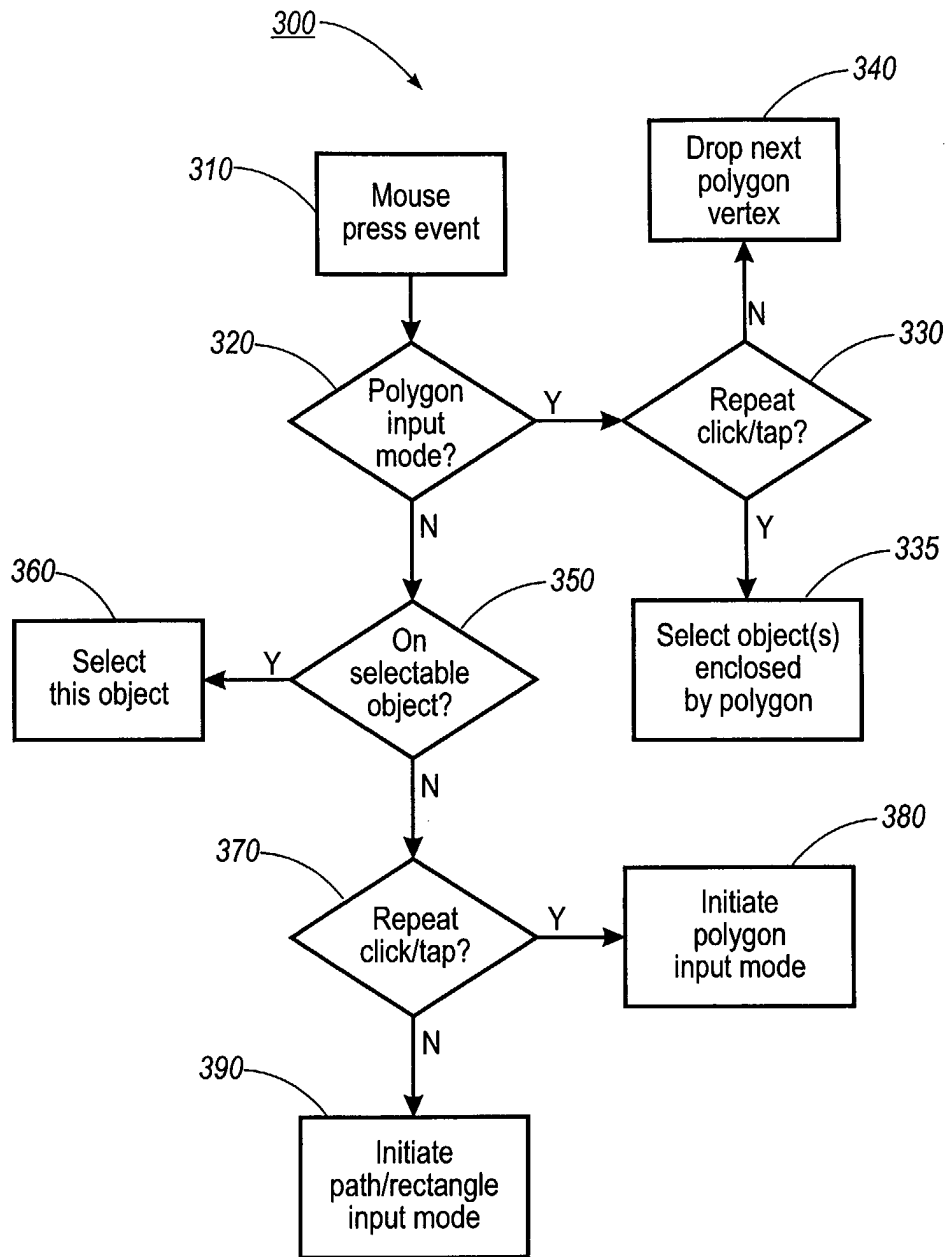 300
340
Drop next
polygon
vertex
310
Mouse
press event
N
320
330
Polygon
input
mode?
Y
Repeat
click/tap?
N
Y
360
350
335
Select
this object
Y
On
selectable
object?
Select object(s)
enclosed
by polygon
N
380
370
Repeat
click/tap?
Y
Initiate
polygon
input mode
N
390
Initiate
path/rectangle
input mode